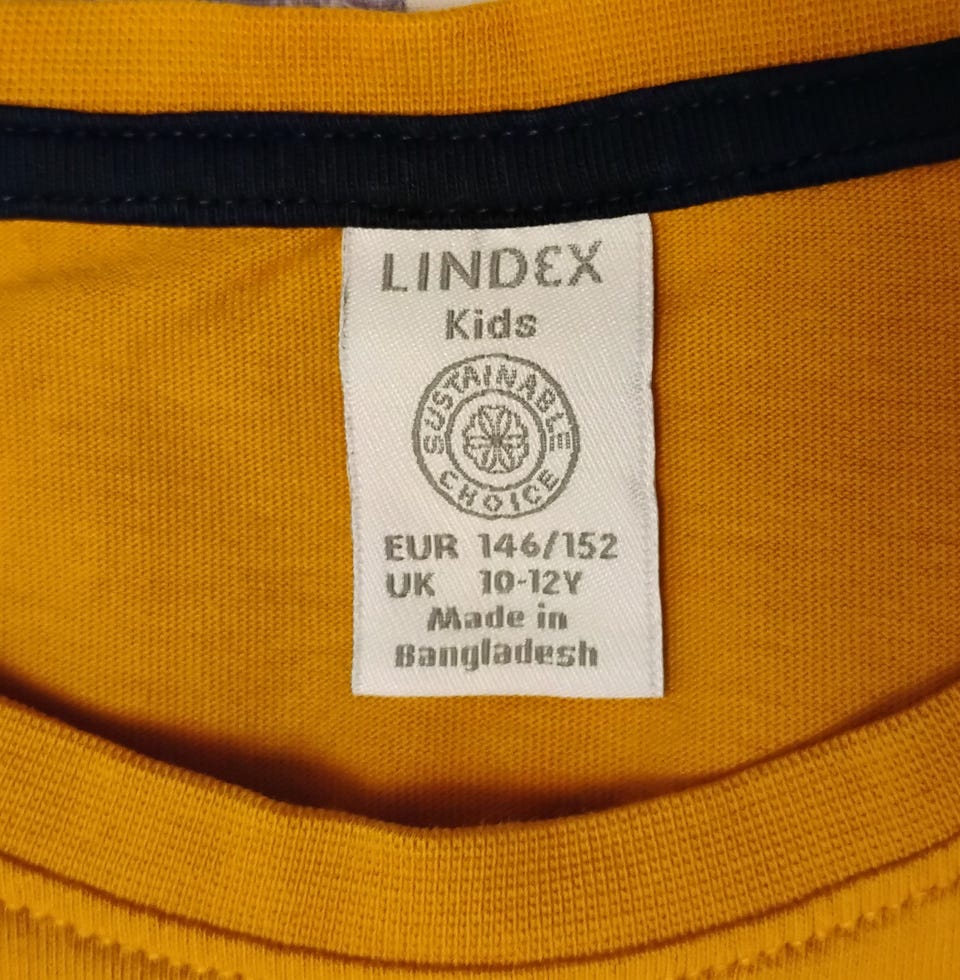 LINDEX
Kids
SUSTAINABLE
CHOICE
EUR 146/152
UK 10-12Y
Made in
Bangladesh